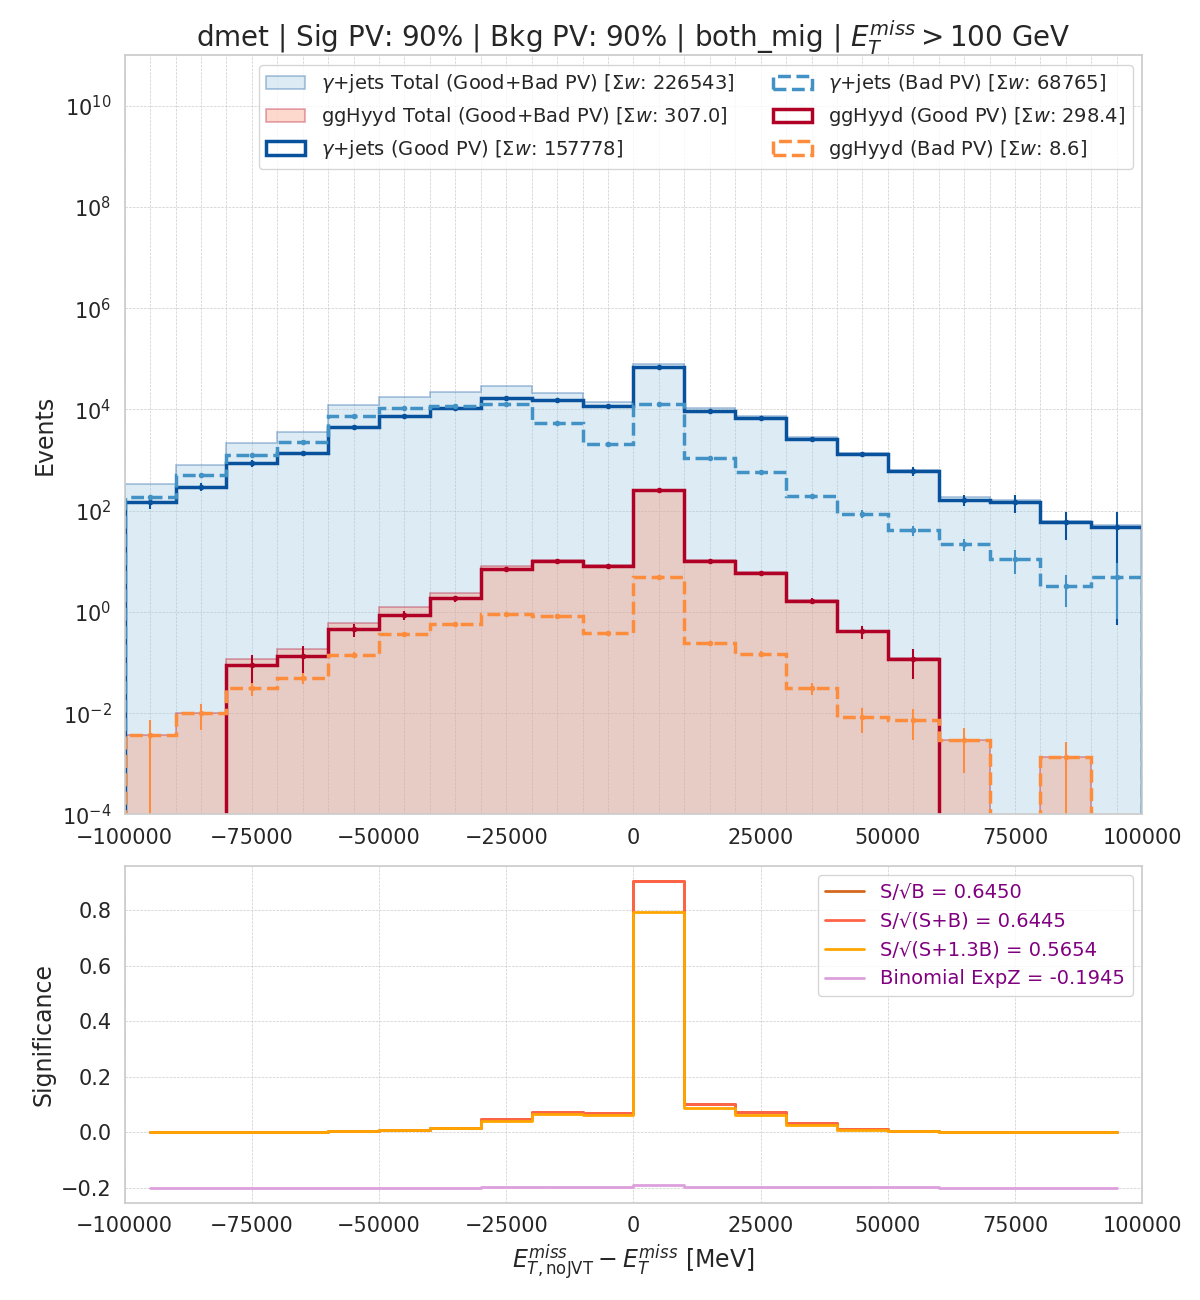 dmet | Sig PV: 90% | Bkg PV: 90% | both_mig | E_T^miss > 100 GeV
γ+jets Total (Good+Bad PV) [Σw: 226543]
ggHyyd Total (Good+Bad PV) [Σw: 307.0]
γ+jets (Good PV) [Σw: 157778]
γ+jets (Bad PV) [Σw: 68765]
ggHyyd (Good PV) [Σw: 298.4]
ggHyyd (Bad PV) [Σw: 8.6]
Events
10^10
10^8
10^6
10^4
10^2
10^0
10^−2
10^−4
−100000 −75000 −50000 −25000 0 25000 50000 75000 100000
S/√B = 0.6450
S/√(S+B) = 0.6445
S/√(S+1.3B) = 0.5654
Binomial ExpZ = -0.1945
Significance
0.8
0.6
0.4
0.2
0.0
−0.2
−100000 −75000 −50000 −25000 0 25000 50000 75000 100000
E_T,noJVT^miss − E_T^miss [MeV]